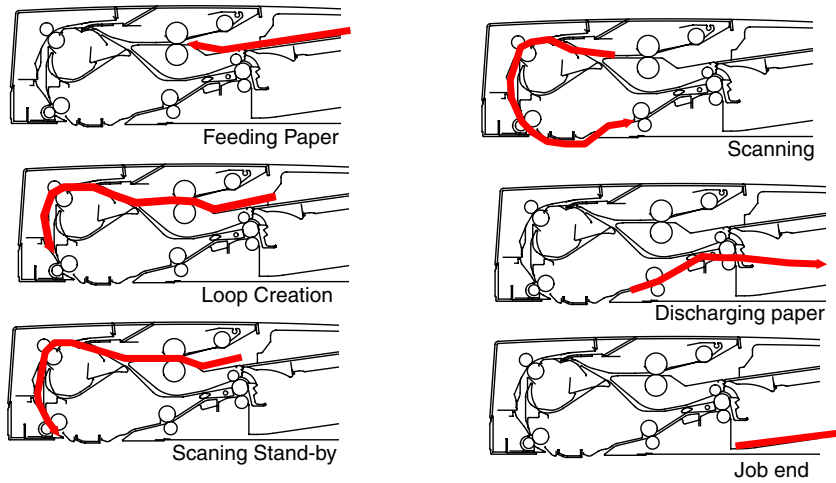 Feeding Paper
Loop Creation
Scaning Stand-by
Scanning
Discharging paper
Job end